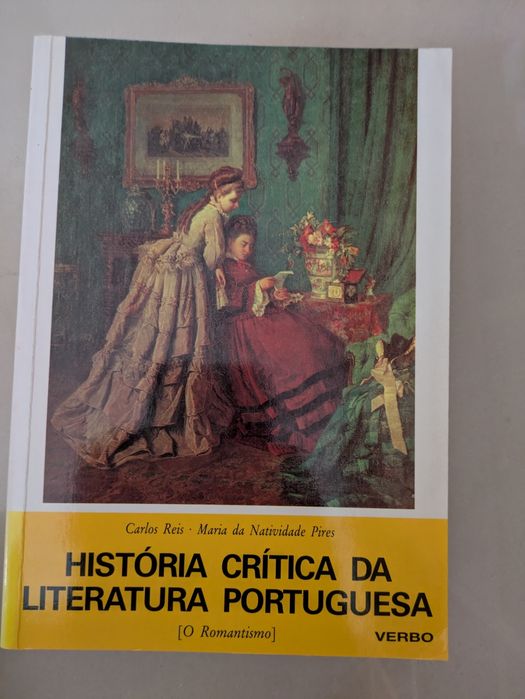 Carlos Reis · Maria da Natividade Pires
HISTÓRIA CRÍTICA DA
LITERATURA PORTUGUESA
[O Romantismo]
VERBO